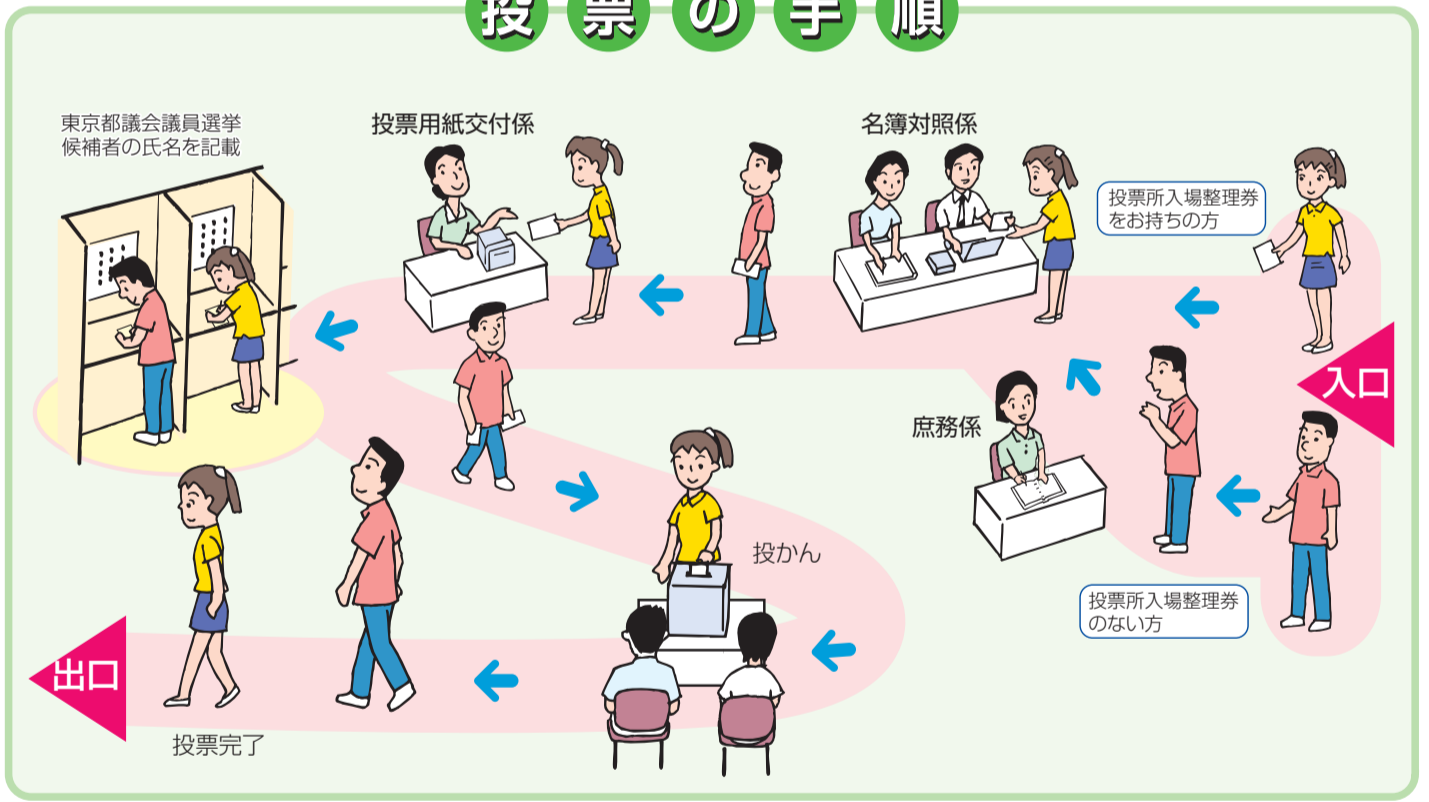 投票の手順
東京都議会議員選挙
候補者の氏名を記載
投票用紙交付係
名簿対照係
投票所入場整理券
をお持ちの方
入口
庶務係
投票所入場整理券
のない方
投かん
出口
投票完了